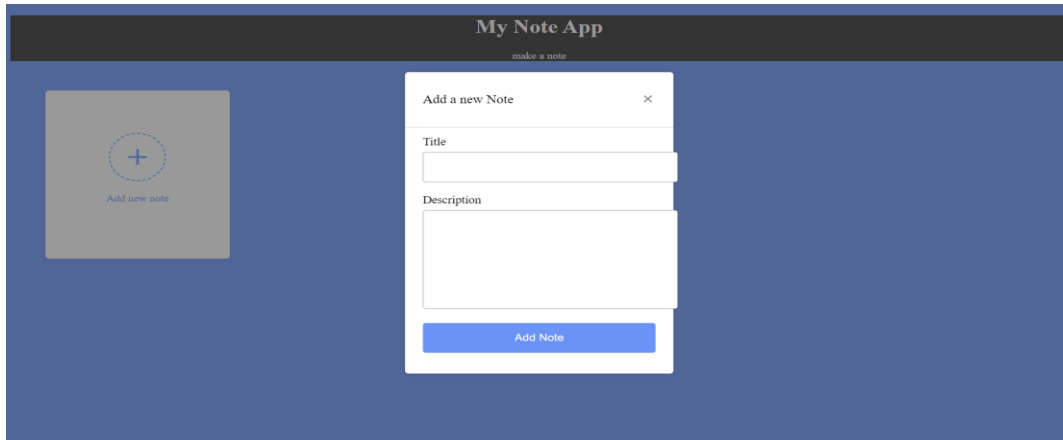 My Note App
make a note
Add new note
Add a new Note
Title
Description
Add Note